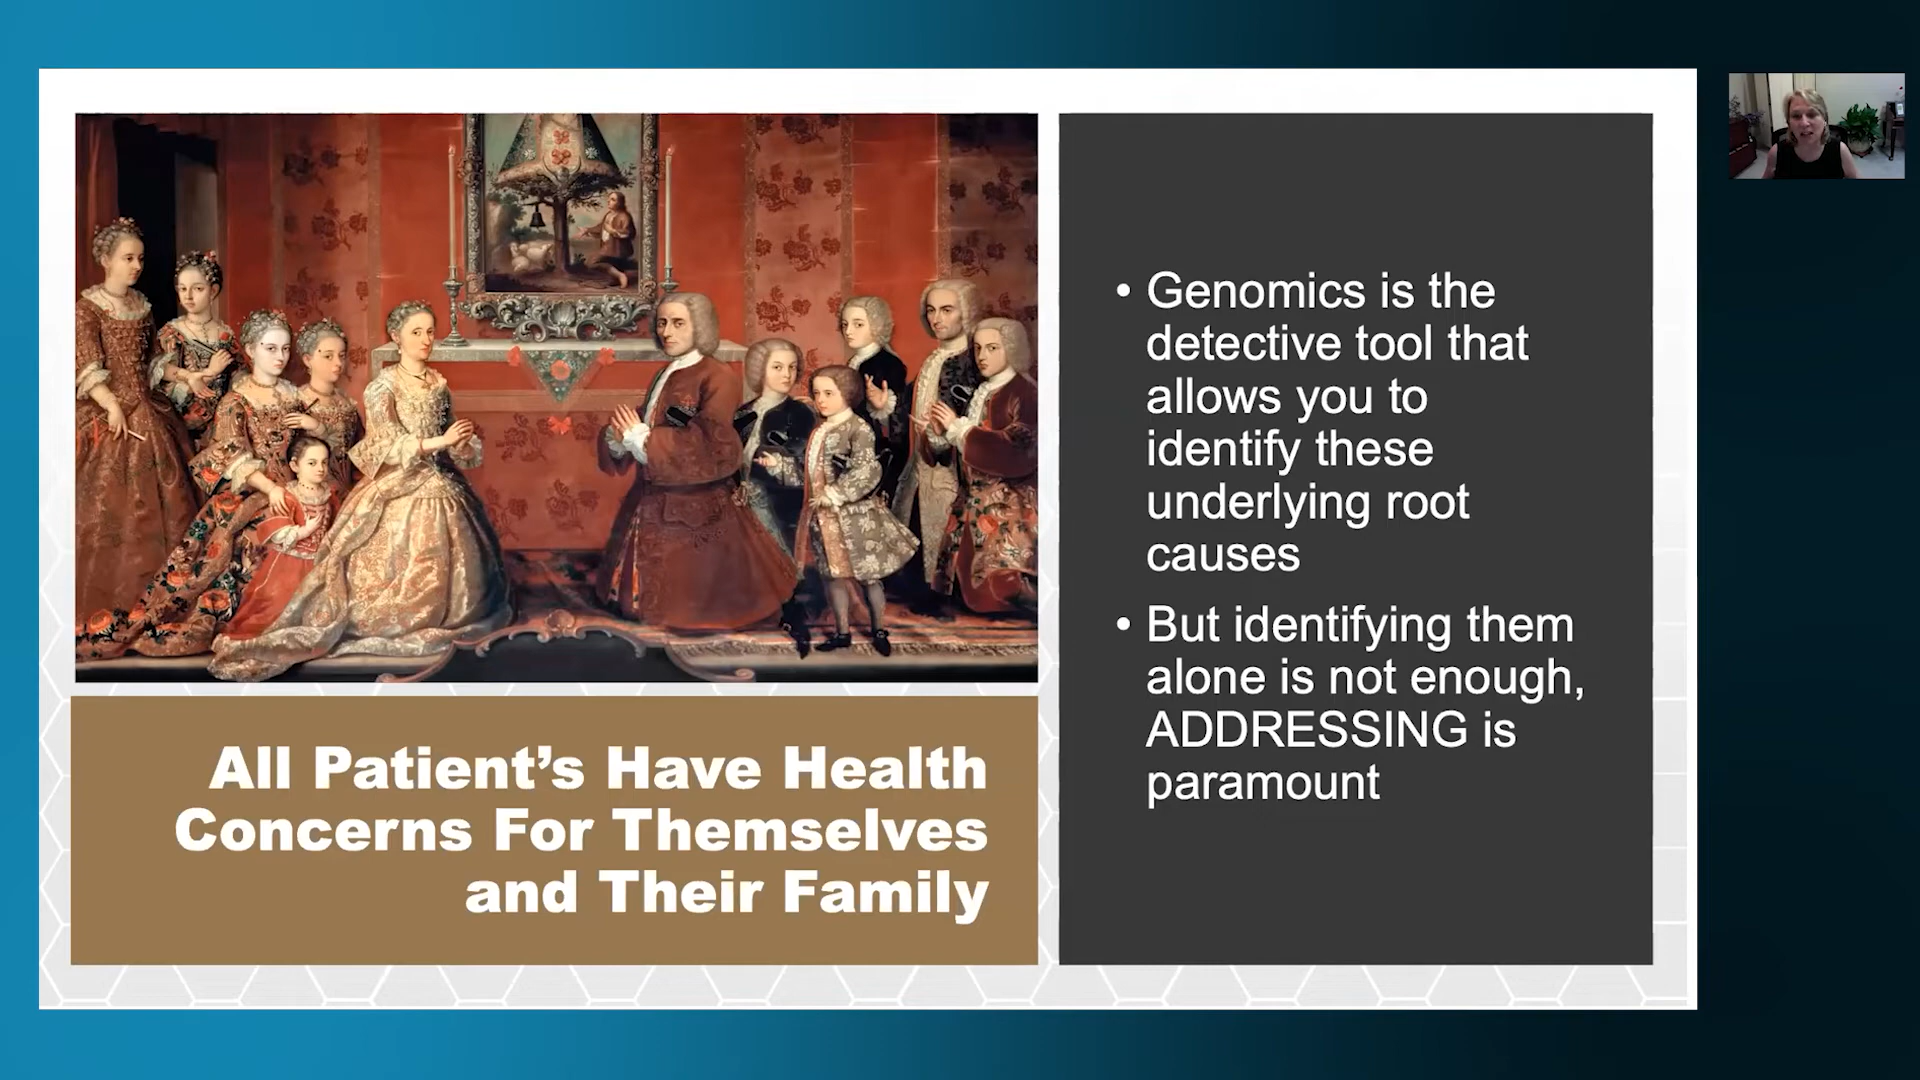 All Patient’s Have Health
Concerns For Themselves
and Their Family
• Genomics is the
detective tool that
allows you to
identify these
underlying root
causes
• But identifying them
alone is not enough,
ADDRESSING is
paramount